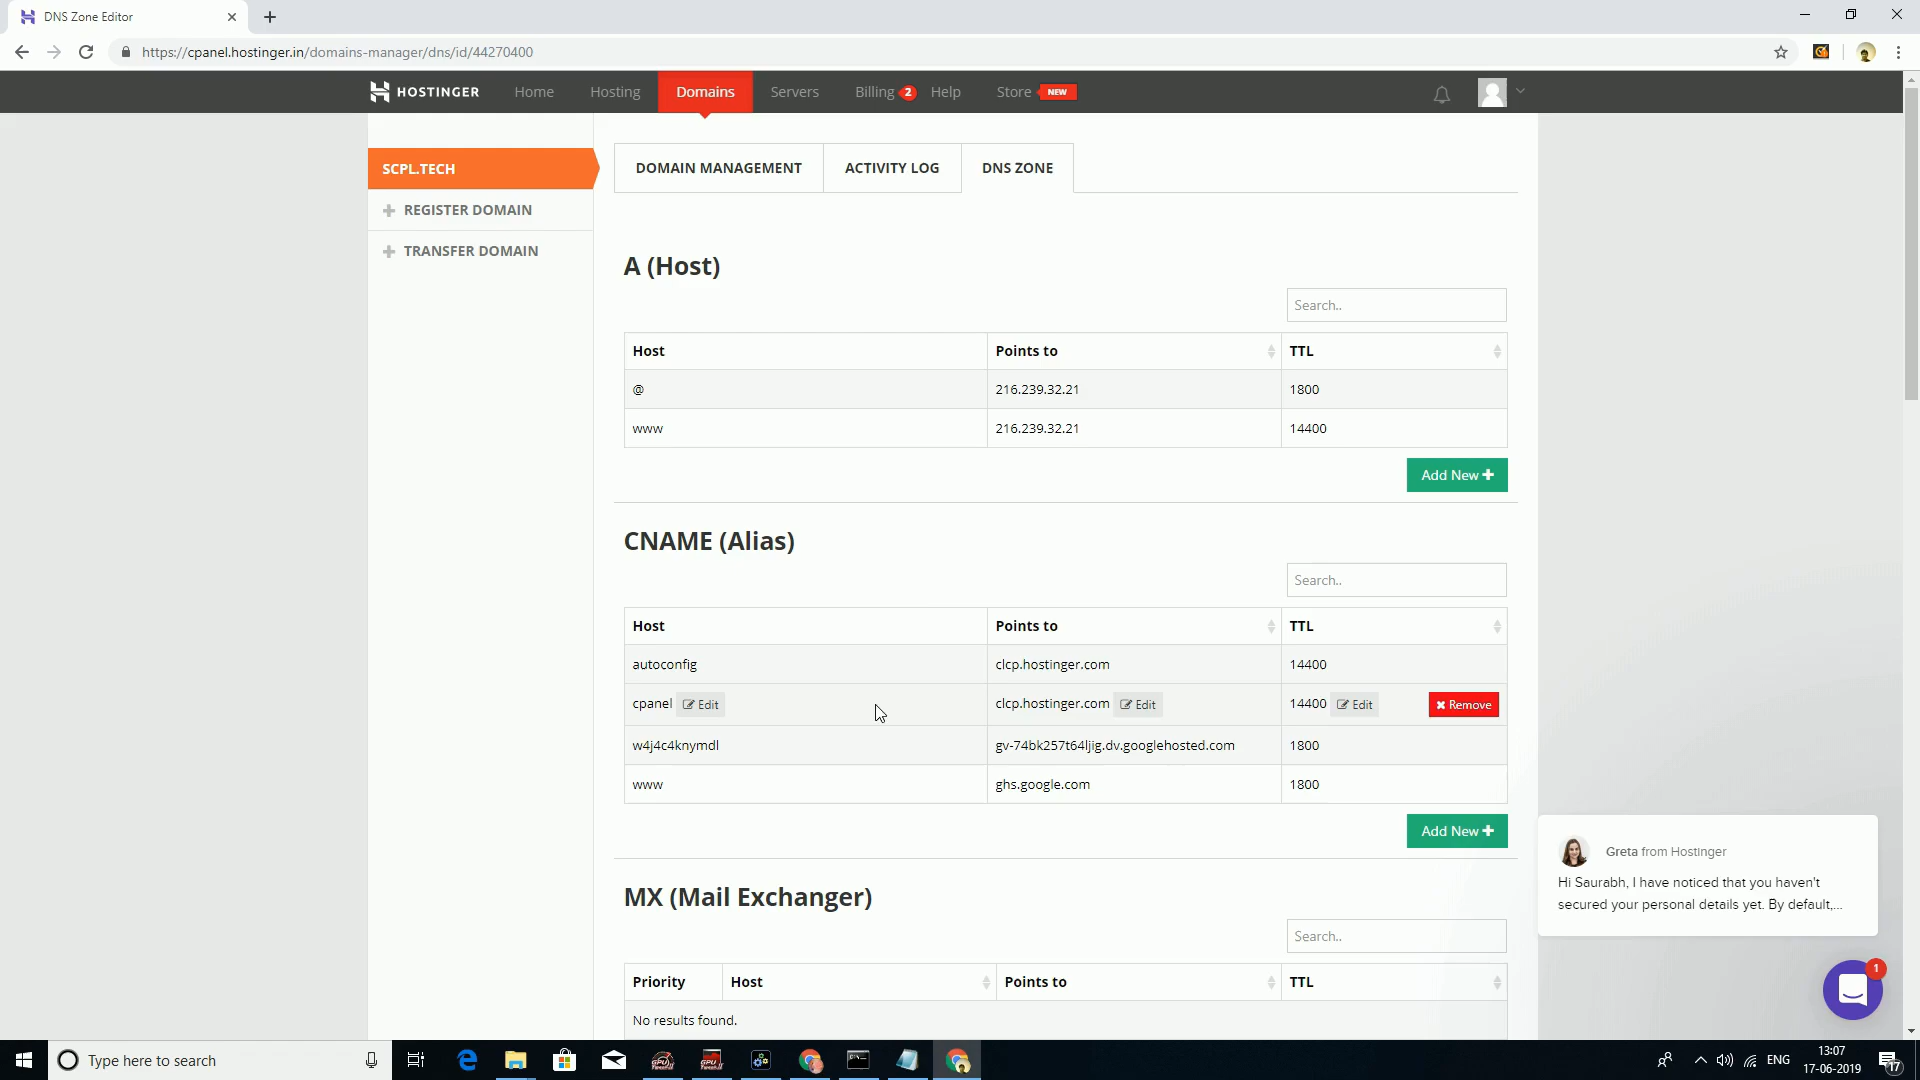 DNS Zone Editor
https://cpanel.hostinger.in/domains-manager/dns/id/44270400
HOSTINGER Home Hosting Domains Servers Billing 2 Help Store NEW
SCPL.TECH
REGISTER DOMAIN
TRANSFER DOMAIN
DOMAIN MANAGEMENT ACTIVITY LOG DNS ZONE
A (Host)
Search..
Host Points to TTL
@ 216.239.32.21 1800
www 216.239.32.21 14400
Add New
CNAME (Alias)
Search..
Host Points to TTL
autoconfig clcp.hostinger.com 14400
cpanel Edit clcp.hostinger.com Edit 14400 Edit Remove
w4j4c4knymdl gv-74bk257t64ljig.dv.googlehosted.com 1800
www ghs.google.com 1800
Add New
MX (Mail Exchanger)
Search..
Priority Host Points to TTL
No results found.
Greta from Hostinger
Hi Saurabh, I have noticed that you haven't
secured your personal details yet. By default,...
1
Type here to search
ENG
13:07
17-06-2019
17